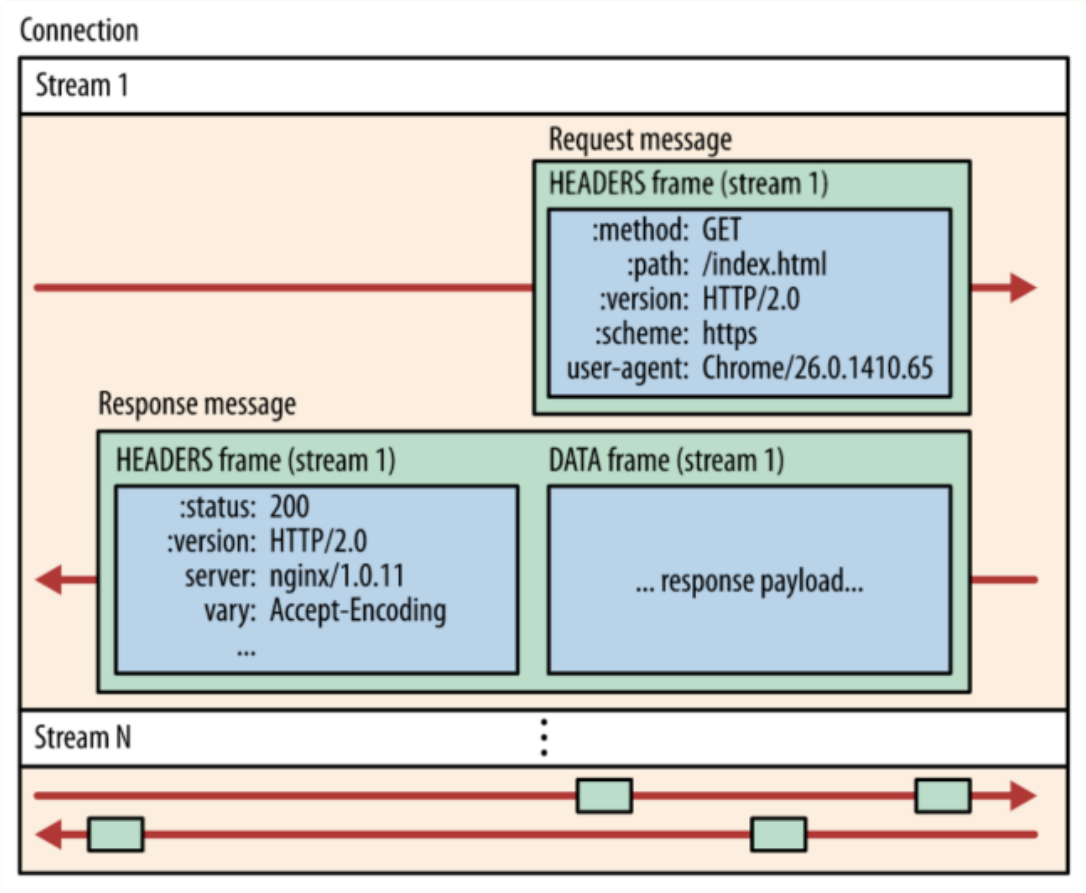 Connection
Stream 1
Request message
HEADERS frame (stream 1)
:method: GET
:path: /index.html
:version: HTTP/2.0
:scheme: https
user-agent: Chrome/26.0.1410.65
Response message
HEADERS frame (stream 1)
:status: 200
:version: HTTP/2.0
server: nginx/1.0.11
vary: Accept-Encoding
...
DATA frame (stream 1)
... response payload...
Stream N